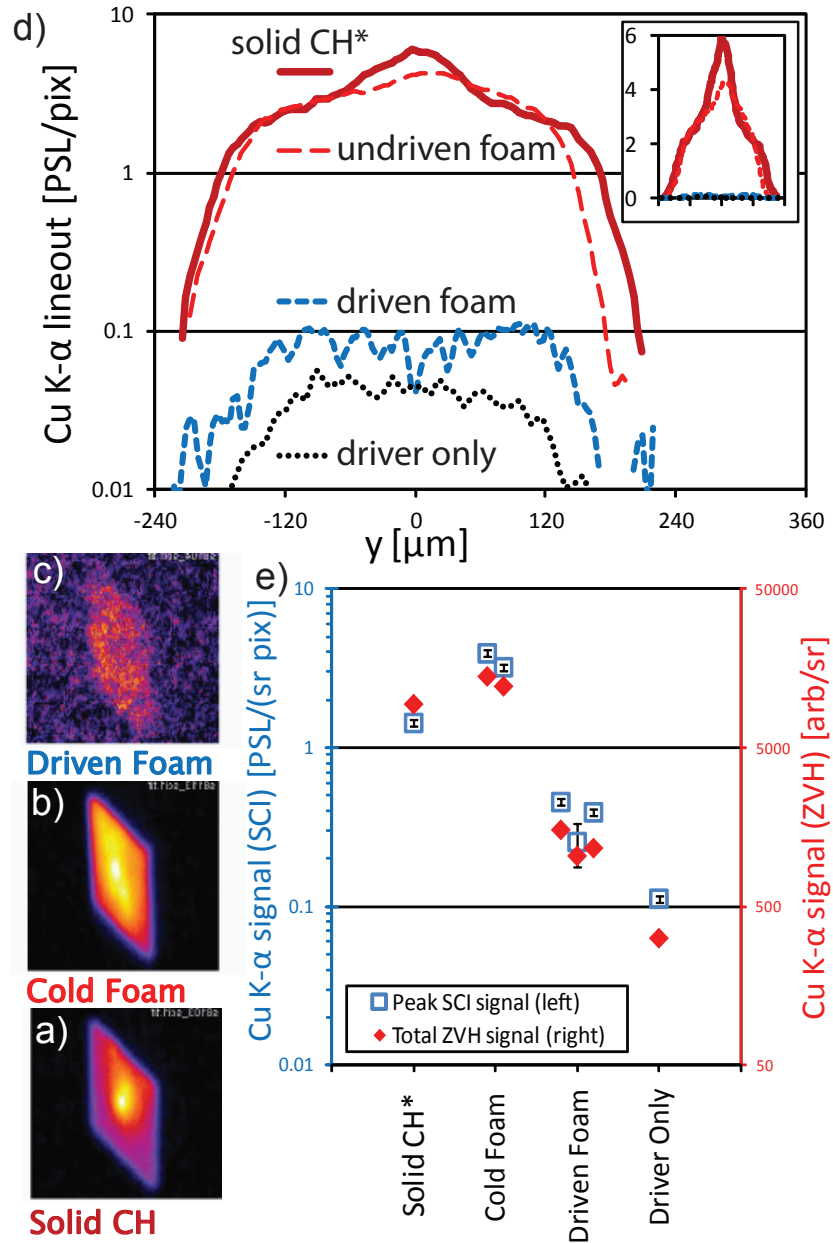 d)
Cu K-α lineout [PSL/pix]
10
1
0.1
0.01
solid CH*
undriven foam
driven foam
driver only
6
4
2
0
-240
-120
0
120
240
360
y [μm]
c)
Driven Foam
b)
Cold Foam
a)
Solid CH
e)
Cu K-α signal (SCI) [PSL/(sr pix)]
10
1
0.1
0.01
Peak SCI signal (left)
Total ZVH signal (right)
50000
5000
500
50
Cu K-α signal (ZVH) [arb/sr]
Solid CH*
Cold Foam
Driven Foam
Driver Only